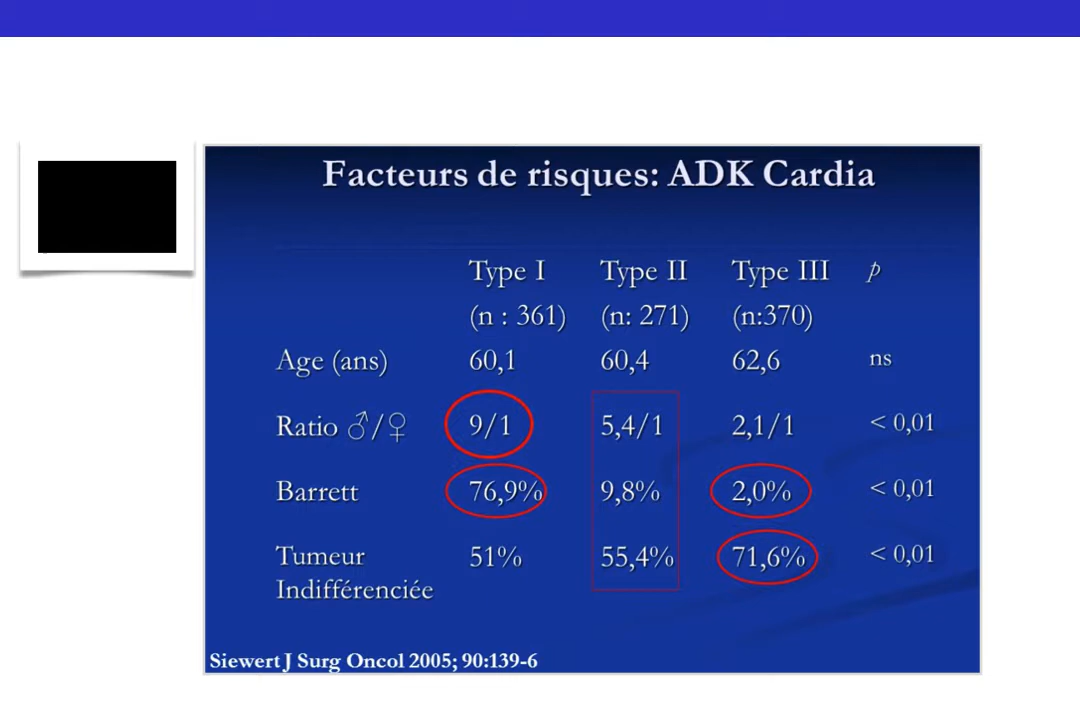 Facteurs de risques: ADK Cardia
Type I Type II Type III p
(n : 361) (n: 271) (n:370)
Age (ans) 60,1 60,4 62,6 ns
Ratio ♂/♀ 9/1 5,4/1 2,1/1 < 0,01
Barrett 76,9% 9,8% 2,0% < 0,01
Tumeur 51% 55,4% 71,6% < 0,01
Indifférenciée
Siewert J Surg Oncol 2005; 90:139-6